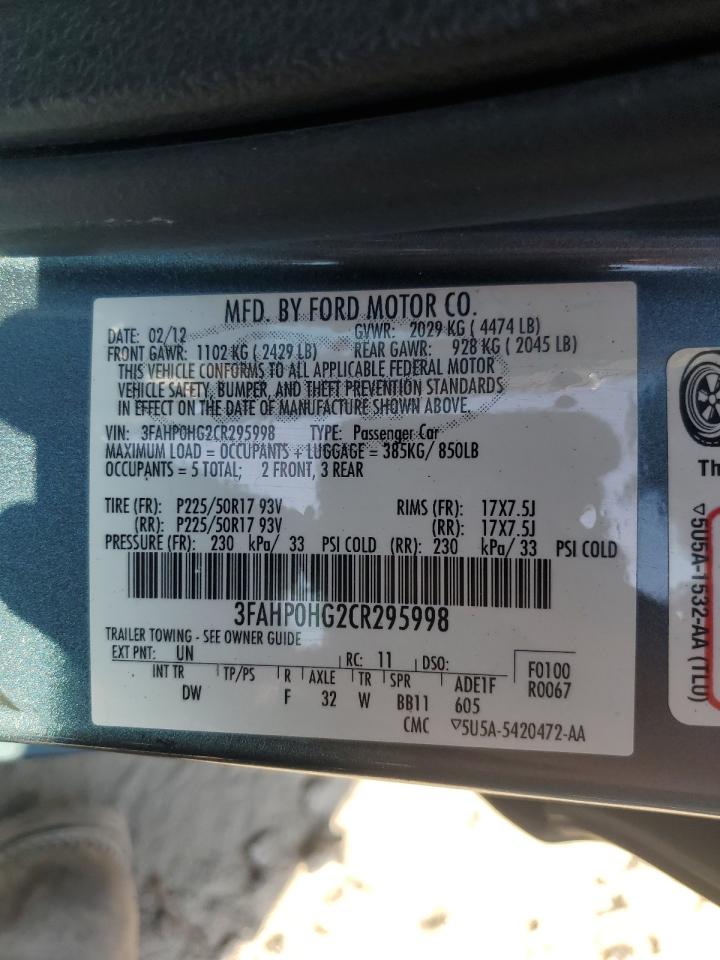 MFD. BY FORD MOTOR CO.
DATE: 02/12 GVWR: 2029 KG ( 4474 LB)
FRONT GAWR: 1102 KG ( 2429 LB) REAR GAWR: 928 KG ( 2045 LB)
THIS VEHICLE CONFORMS TO ALL APPLICABLE FEDERAL MOTOR
VEHICLE SAFETY, BUMPER, AND THEFT PREVENTION STANDARDS
IN EFFECT ON THE DATE OF MANUFACTURE SHOWN ABOVE.
VIN: 3FAHP0HG2CR295998 TYPE: Passenger Car
MAXIMUM LOAD = OCCUPANTS + LUGGAGE = 385KG/ 850LB
OCCUPANTS = 5 TOTAL; 2 FRONT, 3 REAR
TIRE (FR): P225/50R17 93V RIMS (FR): 17X7.5J
(RR): P225/50R17 93V (RR): 17X7.5J
PRESSURE (FR): 230 kPa/ 33 PSI COLD (RR): 230 kPa/ 33 PSI COLD
3FAHP0HG2CR295998
TRAILER TOWING - SEE OWNER GUIDE
EXT PNT: UN RC: 11 DSO: F0100
INT TR TP/PS R AXLE TR SPR ADE1F R0067
DW F 32 W BB11 605
CMC ▽5U5A-5420472-AA
Th
▽5U5A-1532-AA (1L0)